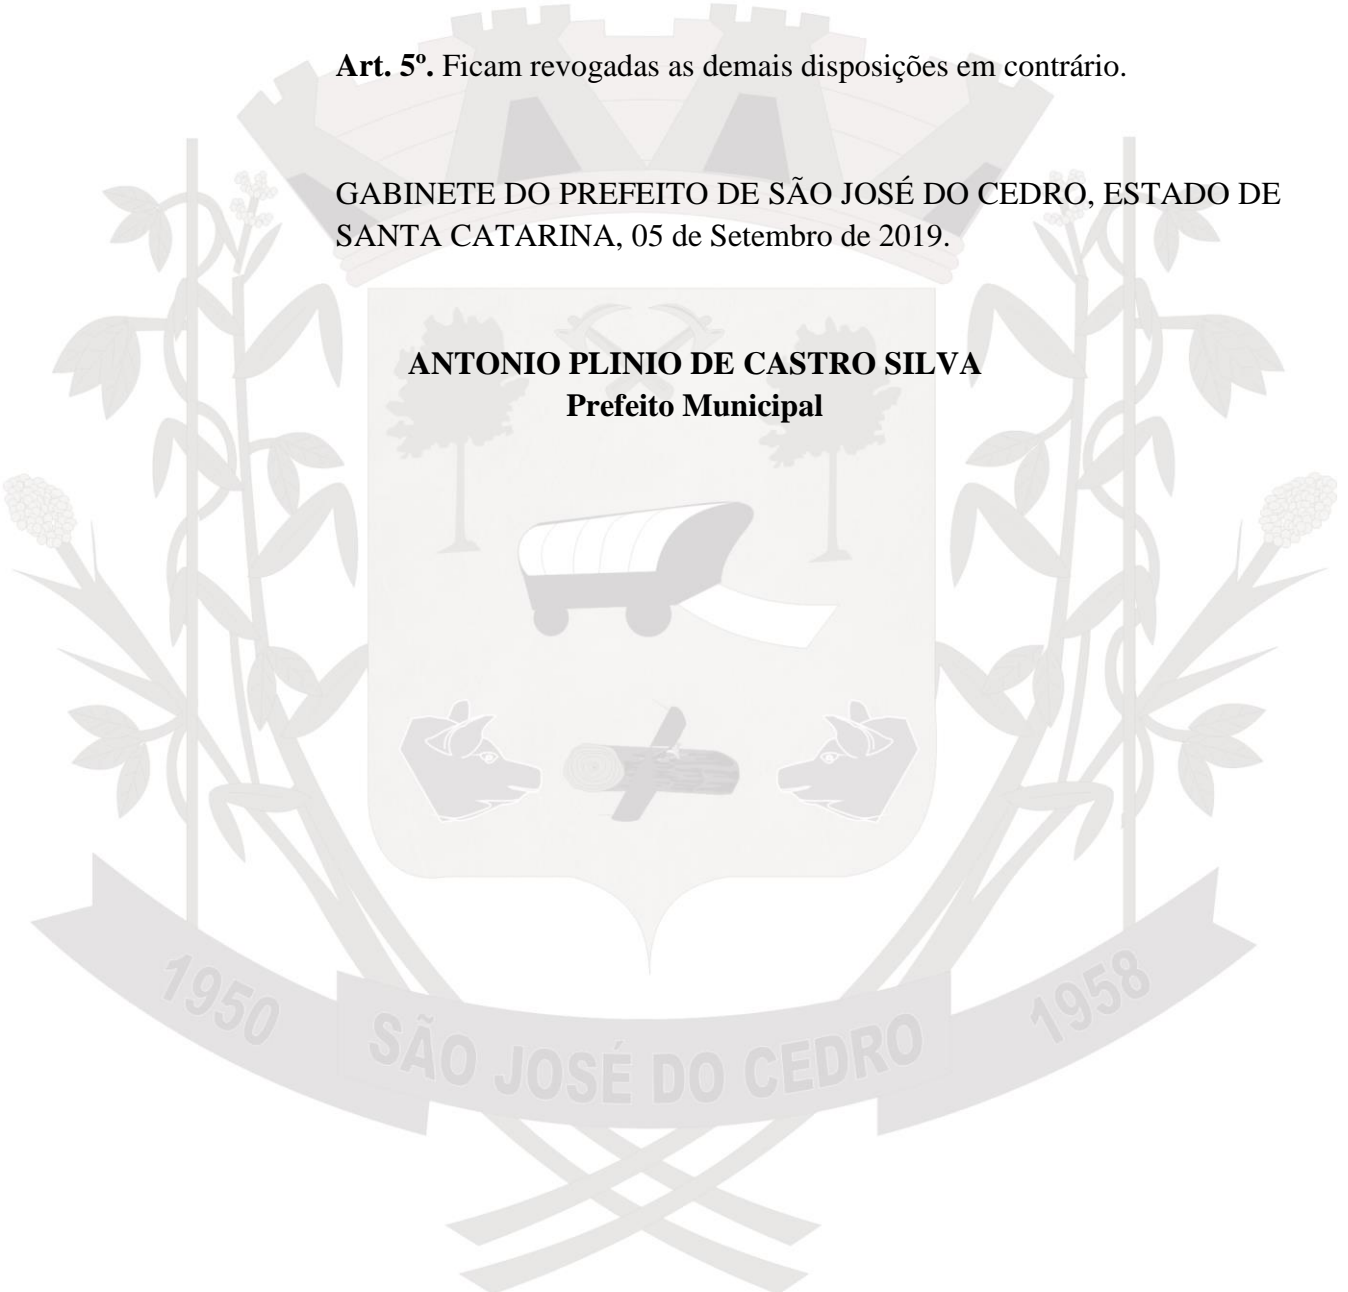 Art. 5º. Ficam revogadas as demais disposições em contrário.
GABINETE DO PREFEITO DE SÃO JOSÉ DO CEDRO, ESTADO DE
SANTA CATARINA, 05 de Setembro de 2019.
ANTONIO PLINIO DE CASTRO SILVA
Prefeito Municipal
1950
SÃO JOSÉ DO CEDRO
1958